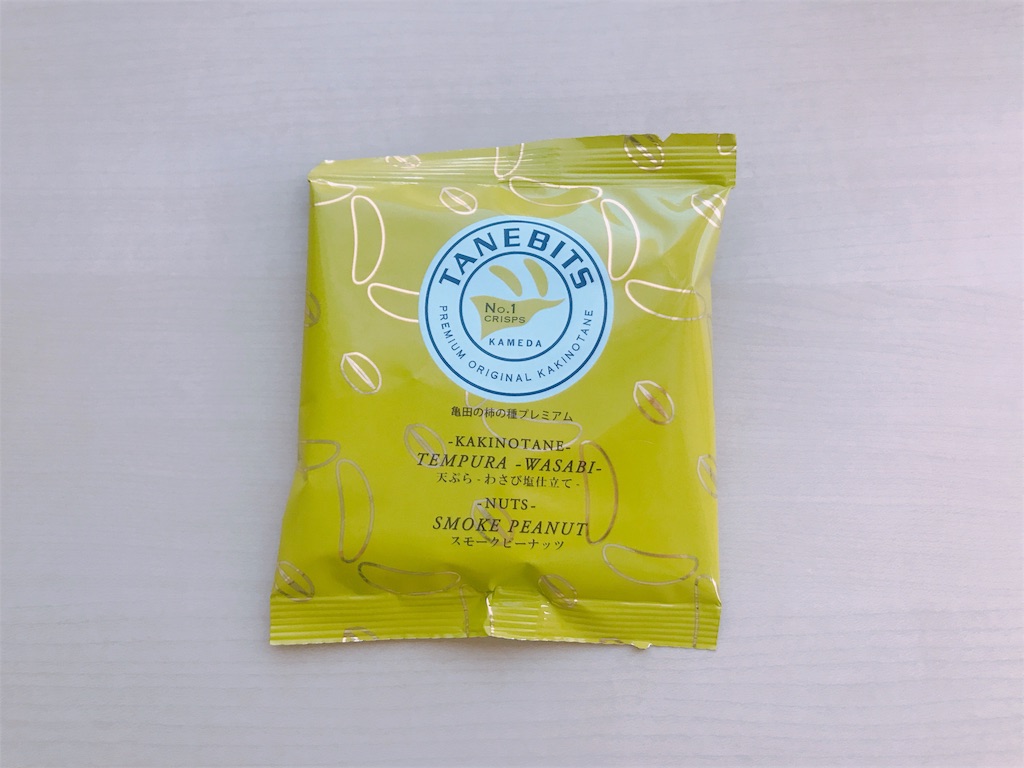 TANEBITS
No.1
CRISPS
KAMEDA
PREMIUM ORIGINAL KAKINOTANE
亀田の柿の種プレミアム
-KAKINOTANE-
TEMPURA -WASABI-
天ぷら - わさび塩仕立て -
-NUTS-
SMOKE PEANUT
スモークピーナッツ